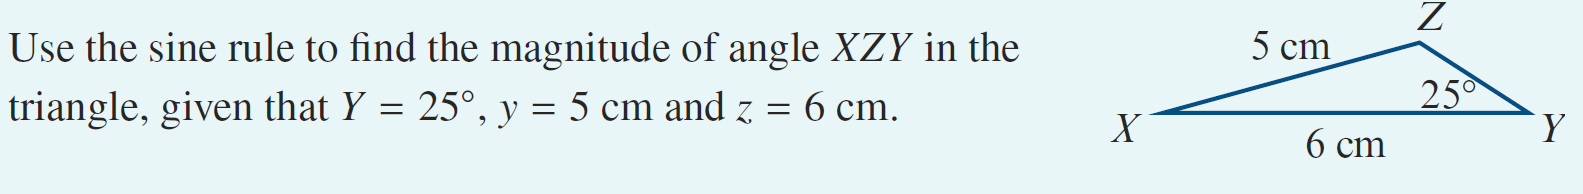 Use the sine rule to find the magnitude of angle XZY in the
triangle, given that Y = 25°, y = 5 cm and z = 6 cm.
Z
5 cm
25°
X
Y
6 cm